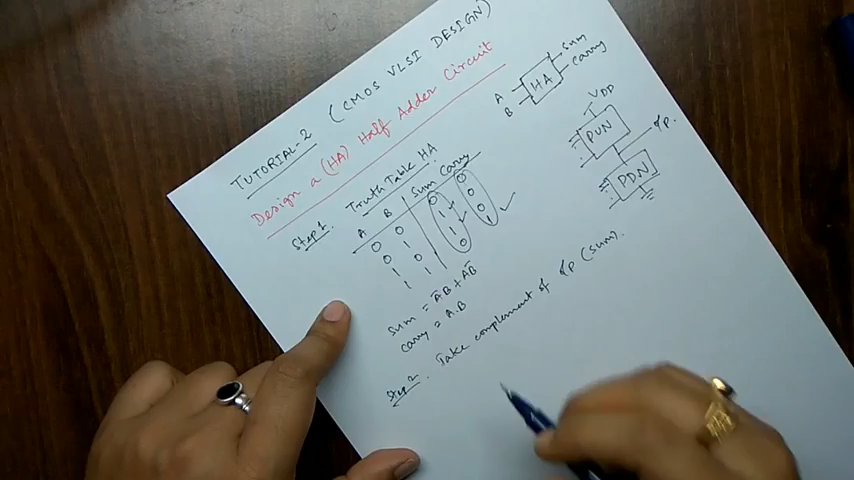 TUTORIAL-2 (CMOS VLSI DESIGN)
Design a (HA) Half Adder Circuit
HA
A
B
Sum
Carry
VDD
PUN
o/p.
PDN
Step 1. Truth Table HA
A B Sum Carry
0 0 0 0
0 1 1 0
1 0 1 0
1 1 0 1
Sum = A̅B + AB̅
Carry = A.B
Step 2. Take complement of o/p (sum).